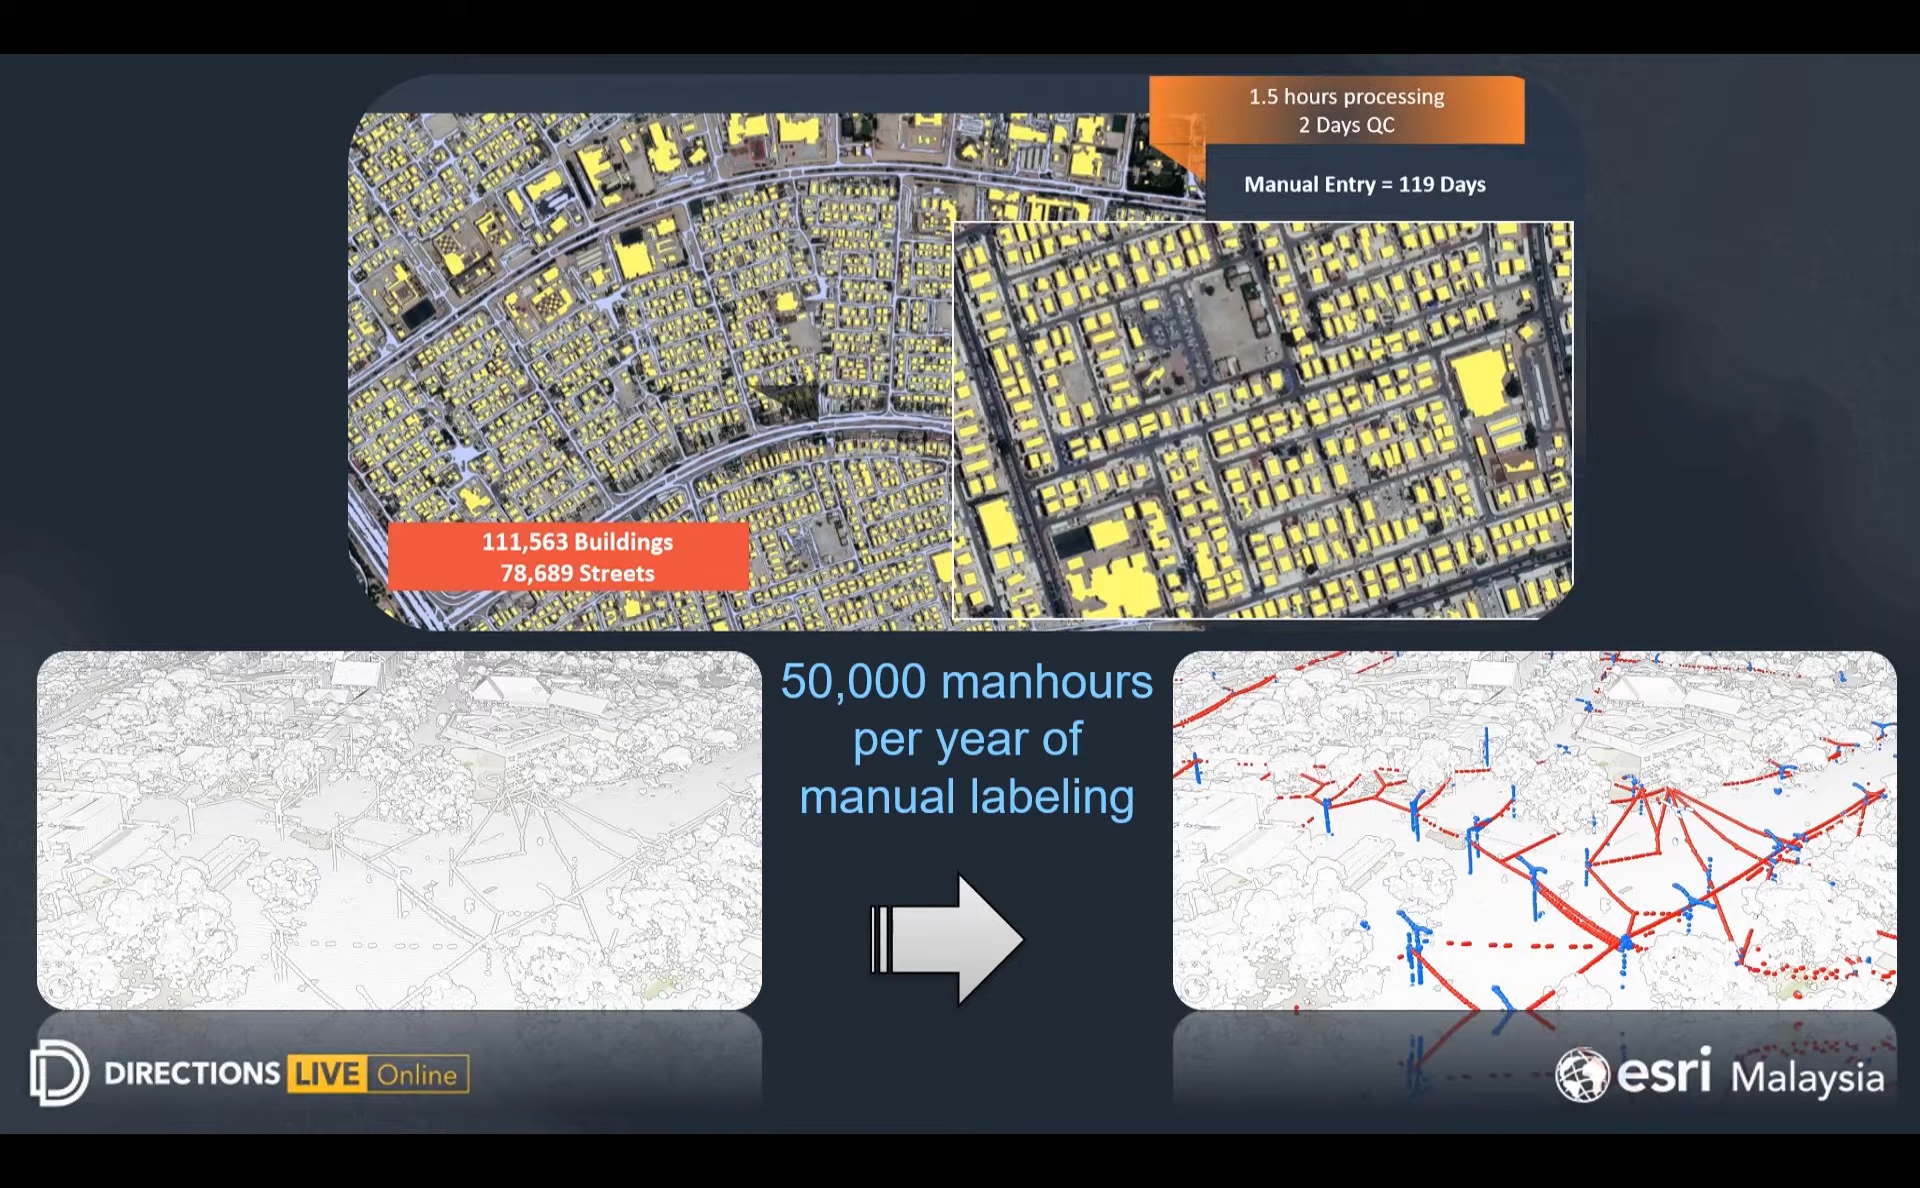 1.5 hours processing
2 Days QC
Manual Entry = 119 Days
111,563 Buildings
78,689 Streets
50,000 manhours
per year of
manual labeling
DIRECTIONS LIVE Online
esri Malaysia